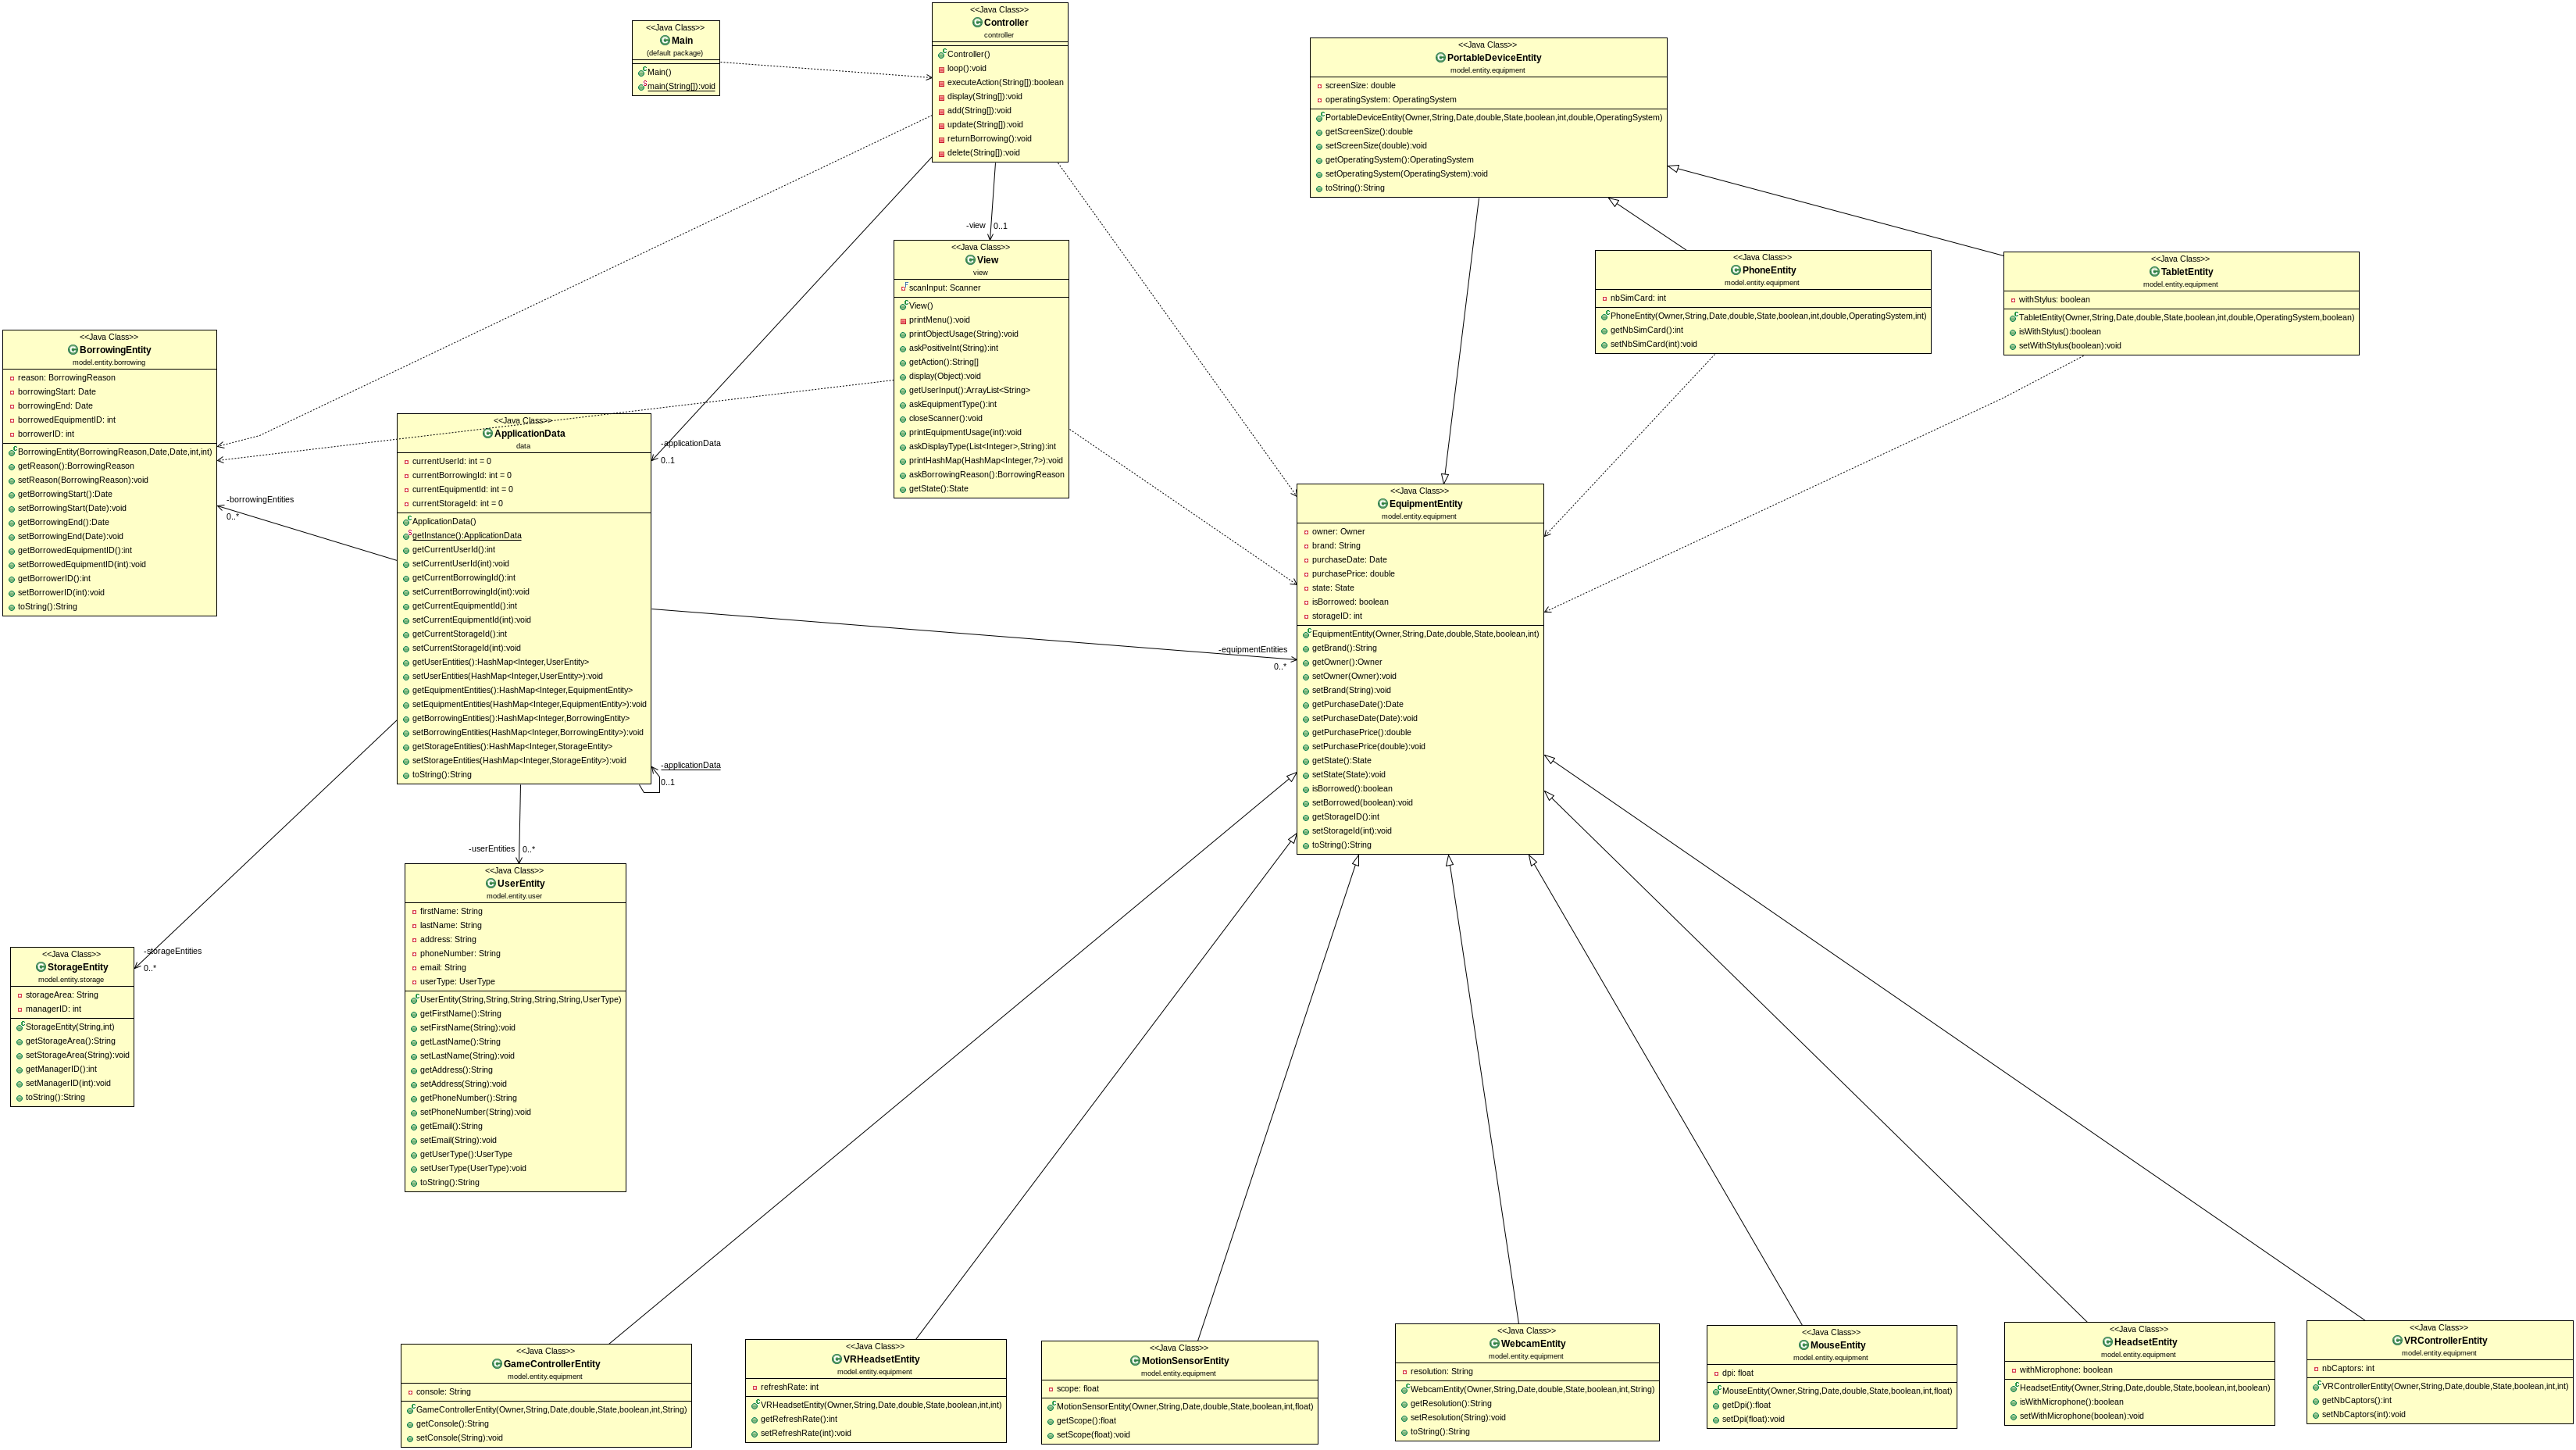 <<Java Class>>
Main
(default package)
Main()
main(String[]):void
<<Java Class>>
Controller
controller
Controller()
loop():void
executeAction(String[]):boolean
display(String[]):void
add(String[]):void
update(String[]):void
returnBorrowing():void
delete(String[]):void
<<Java Class>>
PortableDeviceEntity
model.entity.equipment
screenSize: double
operatingSystem: OperatingSystem
PortableDeviceEntity(Owner,String,Date,double,State,boolean,int,double,OperatingSystem)
getScreenSize():double
setScreenSize(double):void
getOperatingSystem():OperatingSystem
setOperatingSystem(OperatingSystem):void
toString():String
-view
0..1
<<Java Class>>
View
view
scanInput: Scanner
View()
printMenu():void
printObjectUsage(String):void
askPositiveInt(String):int
getAction():String[]
display(Object):void
getUserInput():ArrayList<String>
askEquipmentType():int
closeScanner():void
printEquipmentUsage(int):void
askDisplayType(List<Integer>,String):int
printHashMap(HashMap<Integer,?>):void
askBorrowingReason():BorrowingReason
getState():State
<<Java Class>>
PhoneEntity
model.entity.equipment
nbSimCard: int
PhoneEntity(Owner,String,Date,double,State,boolean,int,double,OperatingSystem,int)
getNbSimCard():int
setNbSimCard(int):void
<<Java Class>>
TabletEntity
model.entity.equipment
withStylus: boolean
TabletEntity(Owner,String,Date,double,State,boolean,int,double,OperatingSystem,boolean)
isWithStylus():boolean
setWithStylus(boolean):void
<<Java Class>>
BorrowingEntity
model.entity.borrowing
reason: BorrowingReason
borrowingStart: Date
borrowingEnd: Date
borrowedEquipmentID: int
borrowerID: int
BorrowingEntity(BorrowingReason,Date,Date,int,int)
getReason():BorrowingReason
setReason(BorrowingReason):void
getBorrowingStart():Date
setBorrowingStart(Date):void
getBorrowingEnd():Date
setBorrowingEnd(Date):void
getBorrowedEquipmentID():int
setBorrowedEquipmentID(int):void
getBorrowerID():int
setBorrowerID(int):void
toString():String
-borrowingEntities
0..*
<<Java Class>>
ApplicationData
data
currentUserId: int = 0
currentBorrowingId: int = 0
currentEquipmentId: int = 0
currentStorageId: int = 0
ApplicationData()
getInstance():ApplicationData
getCurrentUserId():int
setCurrentUserId(int):void
getCurrentBorrowingId():int
setCurrentBorrowingId(int):void
getCurrentEquipmentId():int
setCurrentEquipmentId(int):void
getCurrentStorageId():int
setCurrentStorageId(int):void
getUserEntities():HashMap<Integer,UserEntity>
setUserEntities(HashMap<Integer,UserEntity>):void
getEquipmentEntities():HashMap<Integer,EquipmentEntity>
setEquipmentEntities(HashMap<Integer,EquipmentEntity>):void
getBorrowingEntities():HashMap<Integer,BorrowingEntity>
setBorrowingEntities(HashMap<Integer,BorrowingEntity>):void
getStorageEntities():HashMap<Integer,StorageEntity>
setStorageEntities(HashMap<Integer,StorageEntity>):void
toString():String
-applicationData
0..1
-applicationData
0..1
-equipmentEntities
0..*
<<Java Class>>
EquipmentEntity
model.entity.equipment
owner: Owner
brand: String
purchaseDate: Date
purchasePrice: double
state: State
isBorrowed: boolean
storageID: int
EquipmentEntity(Owner,String,Date,double,State,boolean,int)
getBrand():String
getOwner():Owner
setOwner(Owner):void
setBrand(String):void
getPurchaseDate():Date
setPurchaseDate(Date):void
getPurchasePrice():double
setPurchasePrice(double):void
getState():State
setState(State):void
isBorrowed():boolean
setBorrowed(boolean):void
getStorageID():int
setStorageId(int):void
toString():String
-userEntities
0..*
<<Java Class>>
UserEntity
model.entity.user
firstName: String
lastName: String
address: String
phoneNumber: String
email: String
userType: UserType
UserEntity(String,String,String,String,String,UserType)
getFirstName():String
setFirstName(String):void
getLastName():String
setLastName(String):void
getAddress():String
setAddress(String):void
getPhoneNumber():String
setPhoneNumber(String):void
getEmail():String
setEmail(String):void
getUserType():UserType
setUserType(UserType):void
toString():String
-storageEntities
0..*
<<Java Class>>
StorageEntity
model.entity.storage
storageArea: String
managerID: int
StorageEntity(String,int)
getStorageArea():String
setStorageArea(String):void
getManagerID():int
setManagerID(int):void
toString():String
<<Java Class>>
GameControllerEntity
model.entity.equipment
console: String
GameControllerEntity(Owner,String,Date,double,State,boolean,int,String)
getConsole():String
setConsole(String):void
<<Java Class>>
VRHeadsetEntity
model.entity.equipment
refreshRate: int
VRHeadsetEntity(Owner,String,Date,double,State,boolean,int,int)
getRefreshRate():int
setRefreshRate(int):void
<<Java Class>>
MotionSensorEntity
model.entity.equipment
scope: float
MotionSensorEntity(Owner,String,Date,double,State,boolean,int,float)
getScope():float
setScope(float):void
<<Java Class>>
WebcamEntity
model.entity.equipment
resolution: String
WebcamEntity(Owner,String,Date,double,State,boolean,int,String)
getResolution():String
setResolution(String):void
toString():String
<<Java Class>>
MouseEntity
model.entity.equipment
dpi: float
MouseEntity(Owner,String,Date,double,State,boolean,int,float)
getDpi():float
setDpi(float):void
<<Java Class>>
HeadsetEntity
model.entity.equipment
withMicrophone: boolean
HeadsetEntity(Owner,String,Date,double,State,boolean,int,boolean)
isWithMicrophone():boolean
setWithMicrophone(boolean):void
<<Java Class>>
VRControllerEntity
model.entity.equipment
nbCaptors: int
VRControllerEntity(Owner,String,Date,double,State,boolean,int,int)
getNbCaptors():int
setNbCaptors(int):void